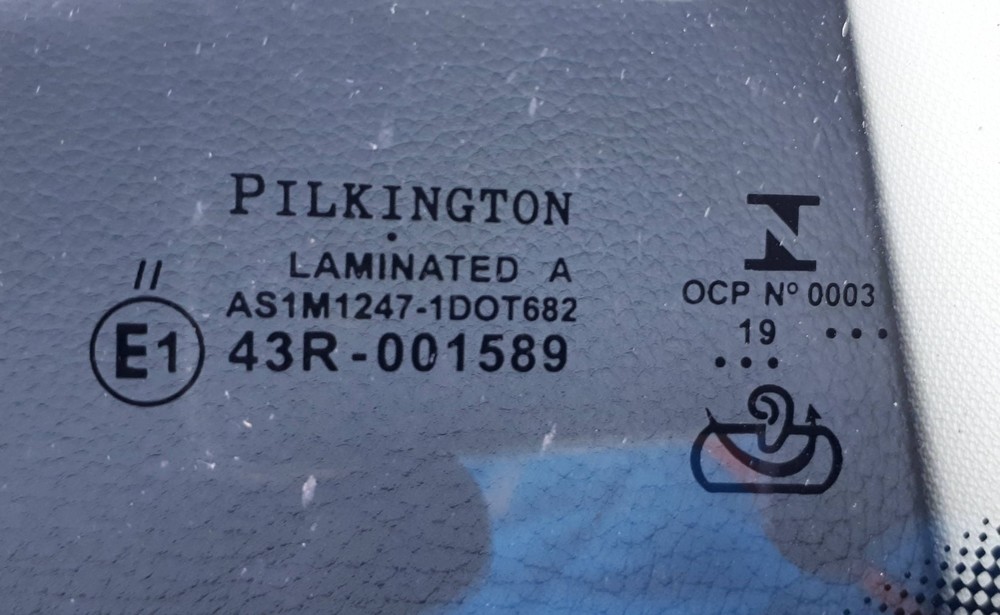 PILKINGTON
//
LAMINATED A
AS1M1247-1DOT682
E1 43R-001589
OCP Nº 0003
19